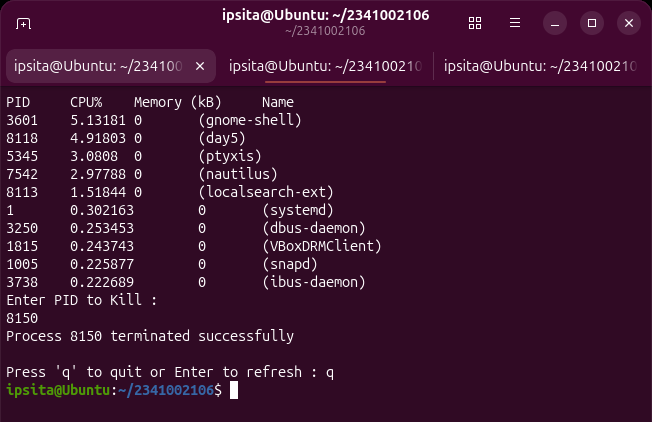 ipsita@Ubuntu: ~/2341002106
~/2341002106
ipsita@Ubuntu: ~/234100
ipsita@Ubuntu: ~/234100210
ipsita@Ubuntu: ~/234100210
PID CPU% Memory (kB) Name
3601 5.13181 0 (gnome-shell)
8118 4.91803 0 (day5)
5345 3.0808 0 (ptyxis)
7542 2.97788 0 (nautilus)
8113 1.51844 0 (localsearch-ext)
1 0.302163 0 (systemd)
3250 0.253453 0 (dbus-daemon)
1815 0.243743 0 (VBoxDRMClient)
1005 0.225877 0 (snapd)
3738 0.222689 0 (ibus-daemon)
Enter PID to Kill :
8150
Process 8150 terminated successfully
Press 'q' to quit or Enter to refresh : q
ipsita@Ubuntu:~/2341002106$